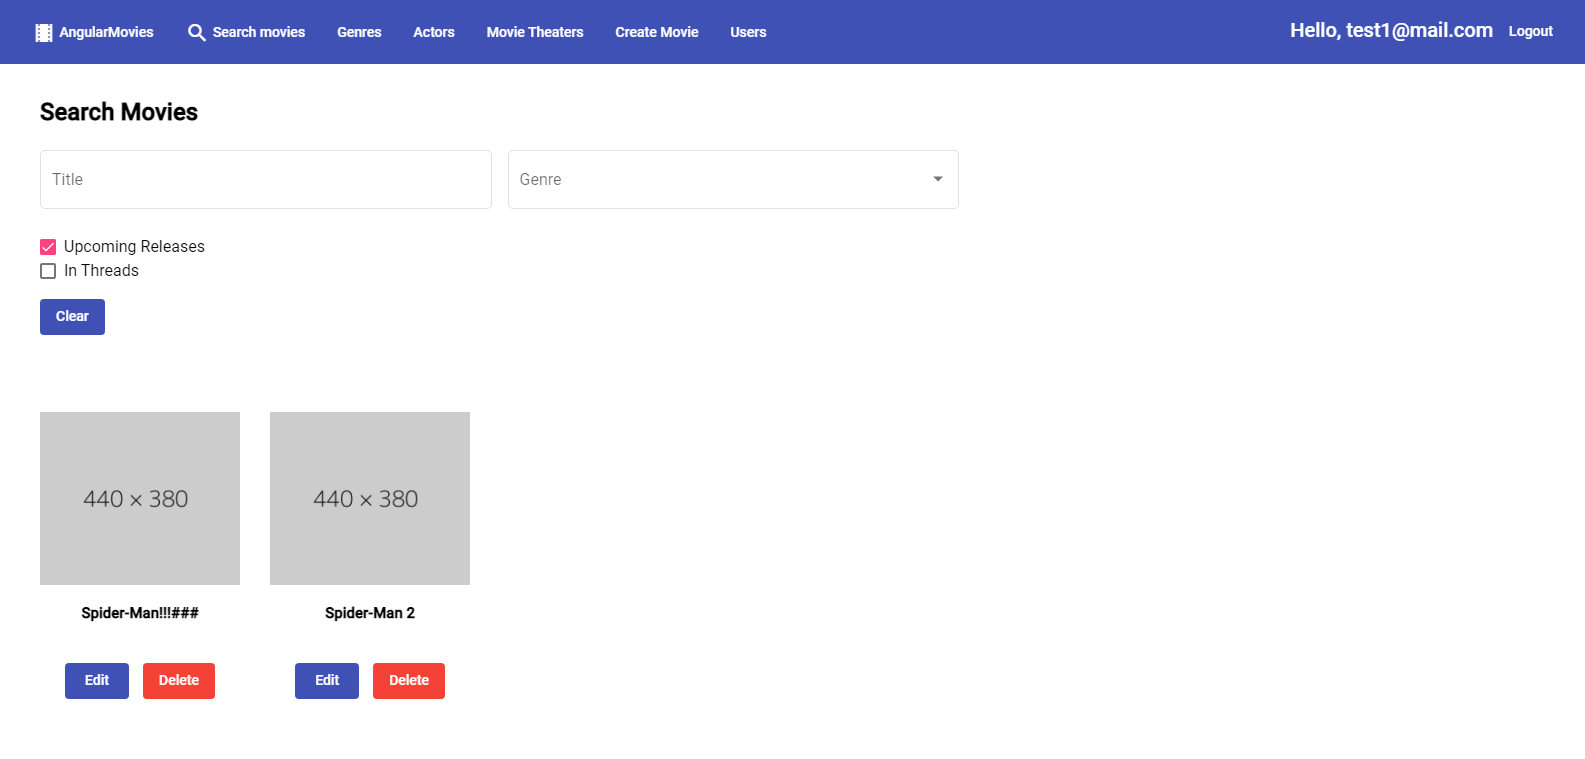 AngularMovies Search movies Genres Actors Movie Theaters Create Movie Users Hello, test1@mail.com Logout
Search Movies
Title Genre
Upcoming Releases
In Threads
Clear
440 × 380 440 × 380
Spider-Man!!!### Spider-Man 2
Edit Delete Edit Delete